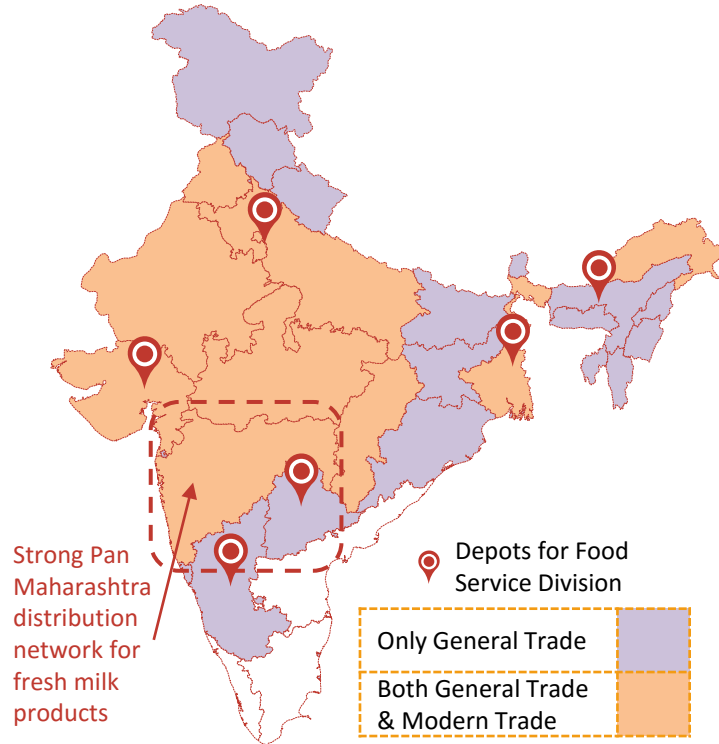 Strong Pan
Maharashtra
distribution
network for
fresh milk
products
Depots for Food
Service Division
Only General Trade
Both General Trade
& Modern Trade